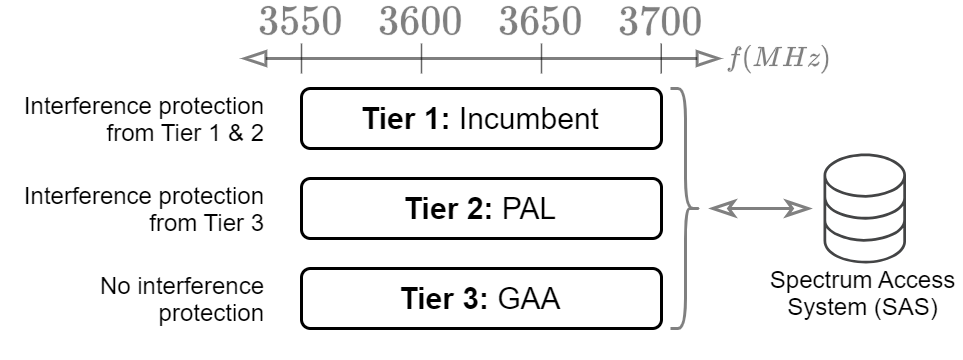 3550 3600 3650 3700
f(MHz)
Interference protection
from Tier 1 & 2
Tier 1: Incumbent
Interference protection
from Tier 3
Tier 2: PAL
No interference
protection
Tier 3: GAA
Spectrum Access
System (SAS)